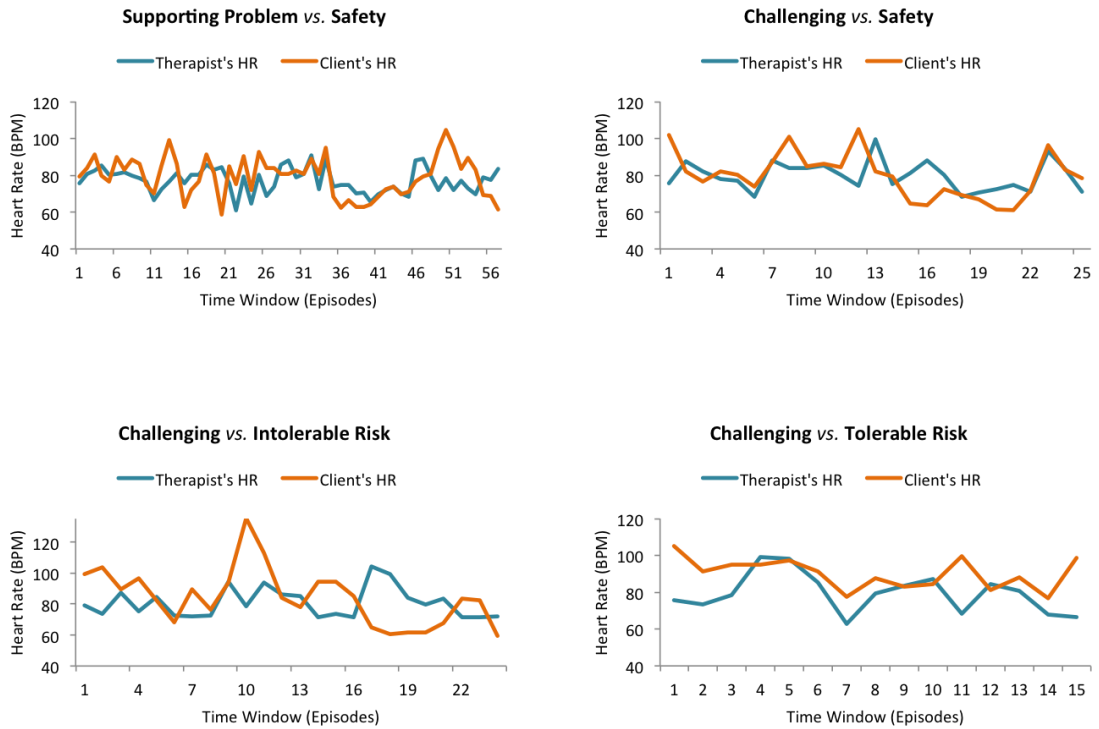 Supporting Problem vs. Safety
Therapist's HR Client's HR
Heart Rate (BPM)
120
100
80
60
40
1 6 11 16 21 26 31 36 41 46 51 56
Time Window (Episodes)
Challenging vs. Safety
Therapist's HR Client's HR
Heart Rate (BPM)
120
100
80
60
40
1 4 7 10 13 16 19 22 25
Time Window (Episodes)
Challenging vs. Intolerable Risk
Therapist's HR Client's HR
Heart Rate (BPM)
120
100
80
60
40
1 4 7 10 13 16 19 22
Time Window (Episodes)
Challenging vs. Tolerable Risk
Therapist's HR Client's HR
Heart Rate (BPM)
120
100
80
60
40
1 2 3 4 5 6 7 8 9 10 11 12 13 14 15
Time Window (Episodes)